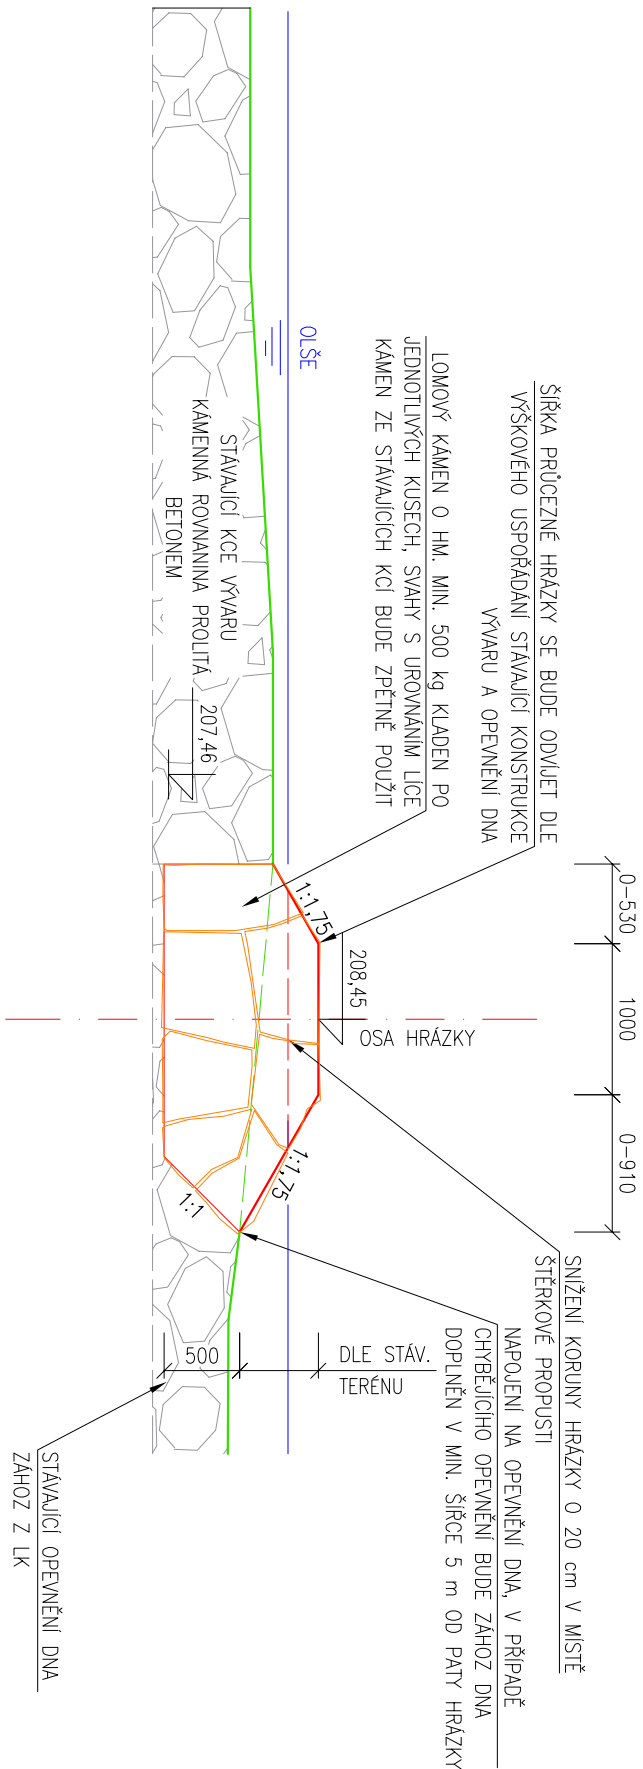 0-530
1000
0-910
ŠÍŘKA PRŮCEZNÉ HRÁZKY SE BUDE ODVÍJET DLE
VÝŠKOVÉHO USPOŘÁDÁNÍ STÁVAJÍCÍ KONSTRUKCE
VÝVARU A OPEVNĚNÍ DNA
LOMOVÝ KÁMEN O HM. MIN. 500 kg KLADEN PO
JEDNOTLIVÝCH KUSECH, SVAHY S UROVNÁNÍM LÍCE
KÁMEN ZE STÁVAJÍCÍCH KCÍ BUDE ZPĚTNĚ POUŽIT
SNÍŽENÍ KORUNY HRÁZKY O 20 cm V MÍSTĚ
ŠTĚRKOVÉ PROPUSTI
NAPOJENÍ NA OPEVNĚNÍ DNA, V PŘÍPADĚ
CHYBĚJÍCÍHO OPEVNĚNÍ BUDE ZÁHOZ DNA
DOPLNĚN V MIN. ŠÍŘCE 5 m OD PATY HRÁZKY
OLŠE
208,45
OSA HRÁZKY
DLE STÁV.
TERÉNU
1:1,75
1:1,75
1:1
500
STÁVAJÍCÍ KCE VÝVARU
KÁMENNÁ ROVNANINA PROLITÁ
BETONEM
207,46
STÁVAJÍCÍ OPEVNĚNÍ DNA
ZÁHOZ Z LK